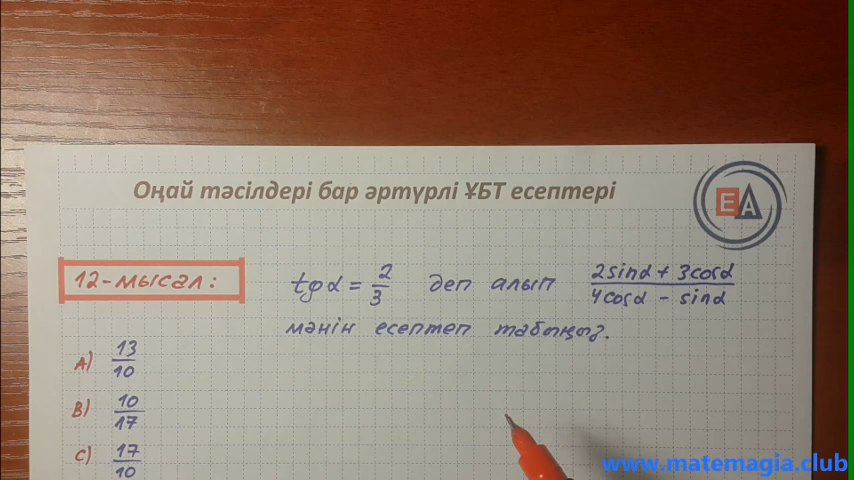 Оңай тәсілдері бар әртүрлі ҰБТ есептері
EA
12-мысал: tgα = 2/3 деп алып (2sinα + 3cosα)/(4cosα - sinα)
мәнін есептеп табыңыз.
A) 13/10
B) 10/17
C) 17/10
www.matemagia.club